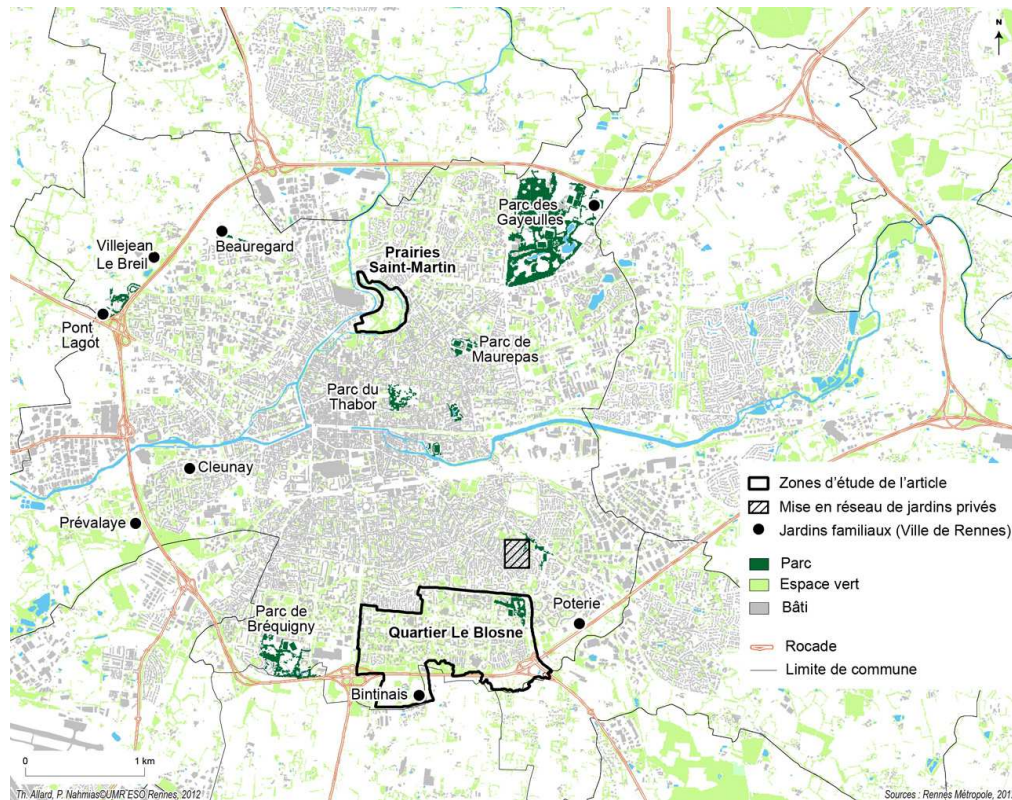 N
Parc des
Gayeulles
Villejean
Le Breil
Beauregard
Prairies
Saint-Martin
Pont
Lagot
Parc de
Maurepas
Parc du
Thabor
Cleunay
Prévalaye
Zones d'étude de l'article
Mise en réseau de jardins privés
Jardins familiaux (Ville de Rennes)
Parc
Espace vert
Bâti
Rocade
Limite de commune
Parc de
Bréquigny
Quartier Le Blosne
Poterie
Bintinais
0 1 km
Th. Allard, P. Nahmias©UMR ESO Rennes, 2012
Sources : Rennes Métropole, 201